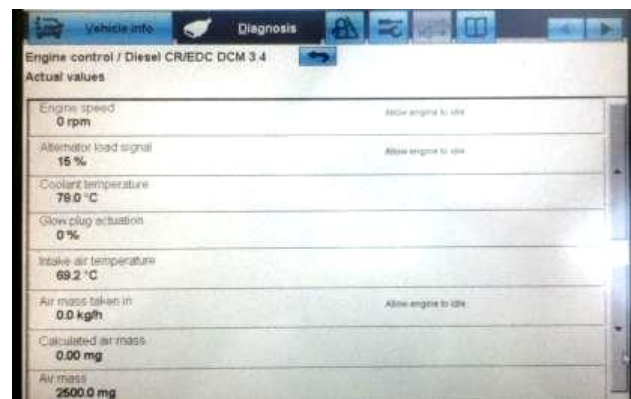 Vehicle info Diagnosis
Engine control / Diesel CR/EDC DCM 3.4
Actual values
Engine speed
0 rpm
Allow engine to idle
Alternator load signal
15 %
Allow engine to idle
Coolant temperature
79.0 °C
Glow plug actuation
0 %
Intake air temperature
69.2 °C
Air mass taken in
0.0 kg/h
Allow engine to idle
Calculated air mass
0.00 mg
Air mass
2500.0 mg